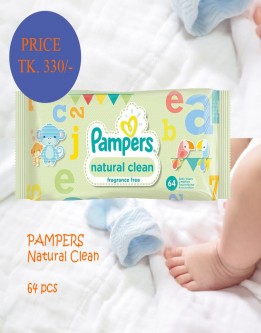 PRICE
TK. 330/-
Pampers
natural clean
fragrance free
64
PAMPERS
Natural Clean
64 pcs